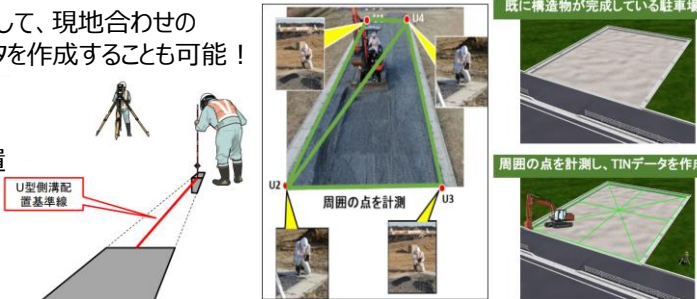 して、現地合わせの
タを作成することも可能！
置
U型側溝配
置基準線
U4
U2
U3
周囲の点を計測
既に構造物が完成している駐車場
周囲の点を計測し、TINデータを作成